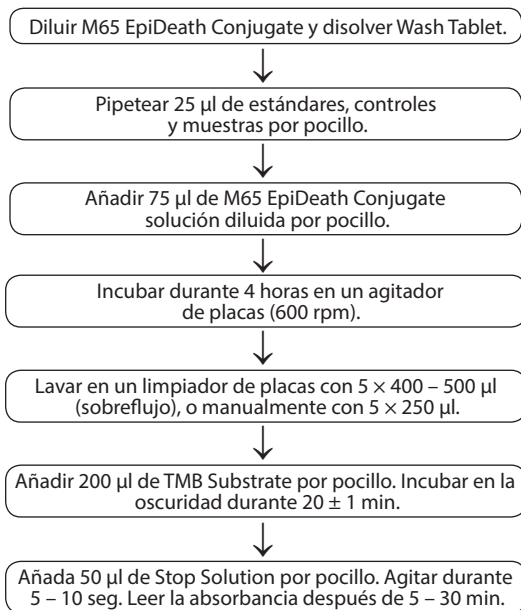 Diluir M65 EpiDeath Conjugate y disolver Wash Tablet.
Pipetear 25 µl de estándares, controles
y muestras por pocillo.
Añadir 75 µl de M65 EpiDeath Conjugate
solución diluida por pocillo.
Incubar durante 4 horas en un agitador
de placas (600 rpm).
Lavar en un limpiador de placas con 5 × 400 – 500 µl
(sobreflujo), o manualmente con 5 × 250 µl.
Añadir 200 µl de TMB Substrate por pocillo. Incubar en la
oscuridad durante 20 ± 1 min.
Añada 50 µl de Stop Solution por pocillo. Agitar durante
5 – 10 seg. Leer la absorbancia después de 5 – 30 min.